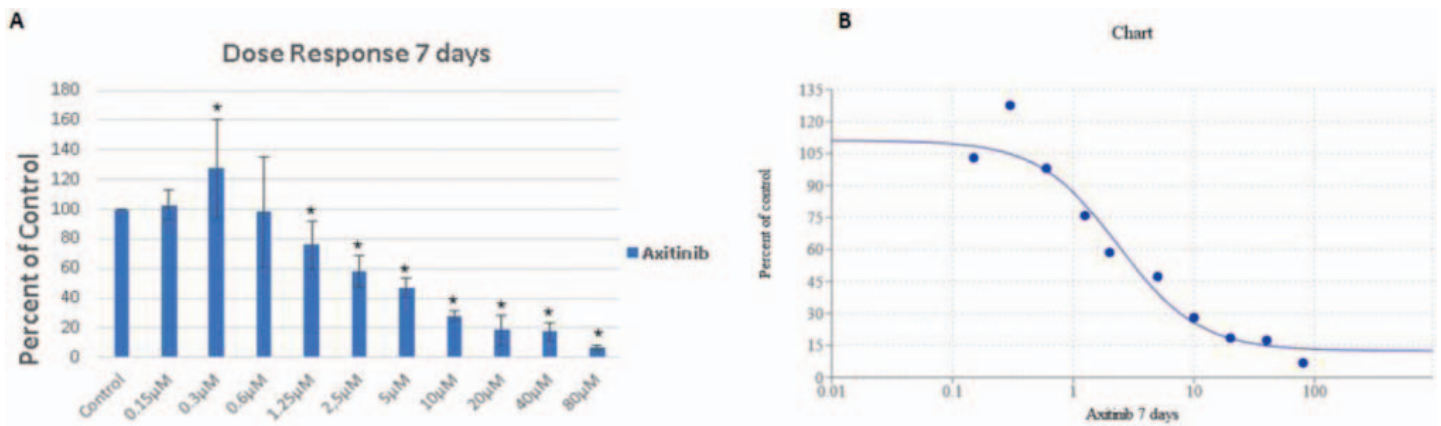 A
Dose Response 7 days
Percent of Control
180
160
140
120
100
80
60
40
20
0
* * * * * * * *
Control 0.15μM 0.3μM 0.6μM 1.25μM 2,5μM 5μM 10μM 20μM 40μM 80μM
Axitinib
B
Chart
Percent of control
135
120
105
90
75
60
45
30
15
0
0.01 0.1 1 10 100
Axitinib 7 days